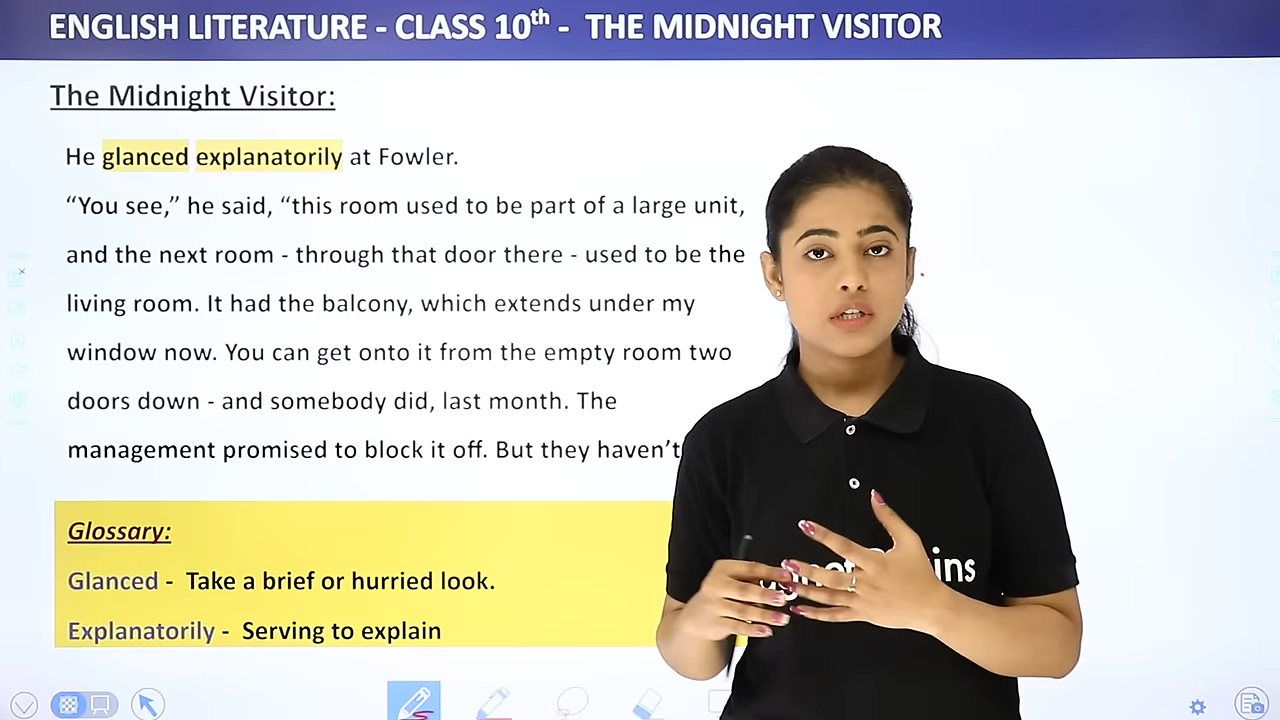 ENGLISH LITERATURE - CLASS 10th - THE MIDNIGHT VISITOR
The Midnight Visitor:
He glanced explanatorily at Fowler.
“You see,” he said, “this room used to be part of a large unit,
and the next room - through that door there - used to be the
living room. It had the balcony, which extends under my
window now. You can get onto it from the empty room two
doors down - and somebody did, last month. The
management promised to block it off. But they haven’t
Glossary:
Glanced - Take a brief or hurried look.
Explanatorily - Serving to explain